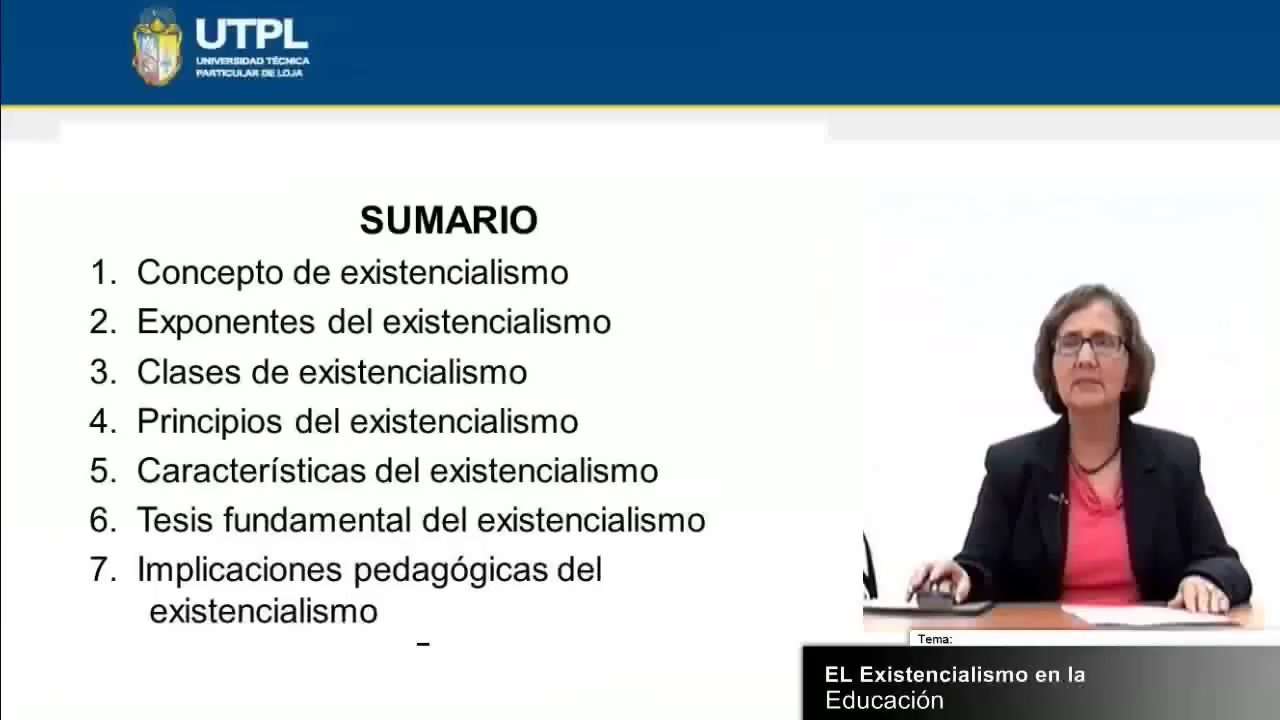 UTPL
UNIVERSIDAD TÉCNICA
PARTICULAR DE LOJA
SUMARIO
1. Concepto de existencialismo
2. Exponentes del existencialismo
3. Clases de existencialismo
4. Principios del existencialismo
5. Características del existencialismo
6. Tesis fundamental del existencialismo
7. Implicaciones pedagógicas del
existencialismo
Tema:
EL Existencialismo en la
Educación